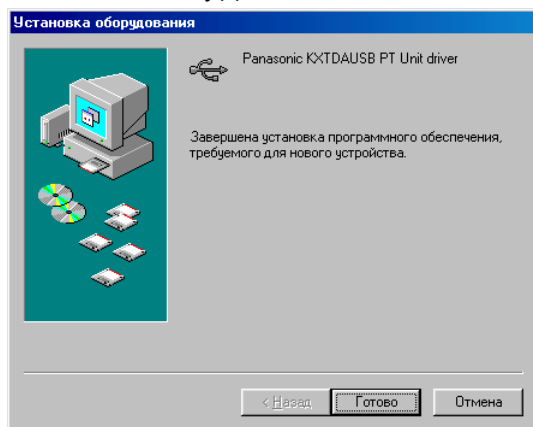 Установка оборудования
Panasonic KXTDAUSB PT Unit driver
Завершена установка программного обеспечения,
требуемого для нового устройства.
< Назад
Готово
Отмена